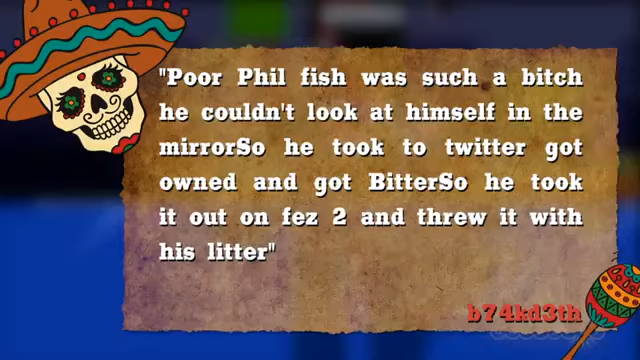 "Poor Phil fish was such a bitch
he couldn't look at himself in the
mirrorSo he took to twitter got
owned and got BitterSo he took
it out on fez 2 and threw it with
his litter"
b74kd3th